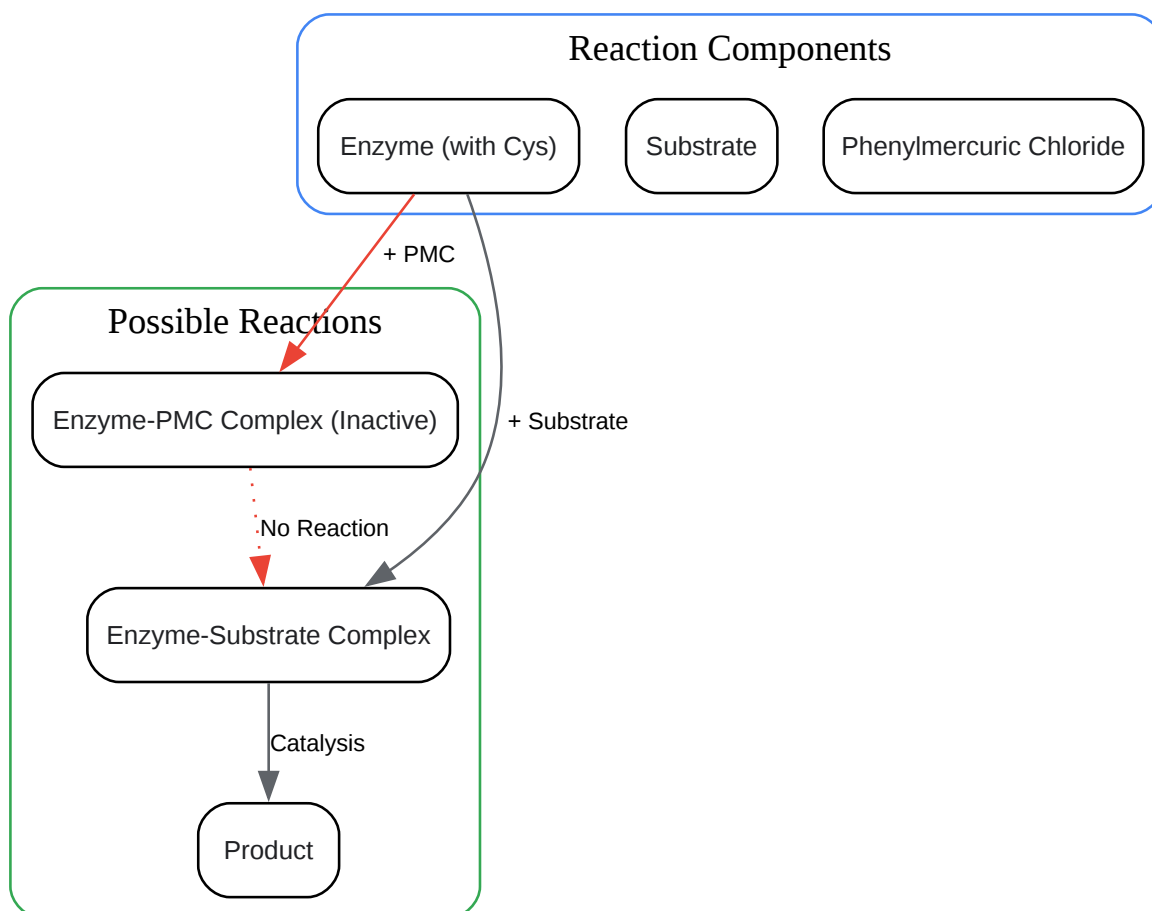 Reaction Components
Enzyme (with Cys)
Substrate
Phenylmercuric Chloride
+ PMC
Possible Reactions
Enzyme-PMC Complex (Inactive)
+ Substrate
No Reaction
Enzyme-Substrate Complex
Catalysis
Product